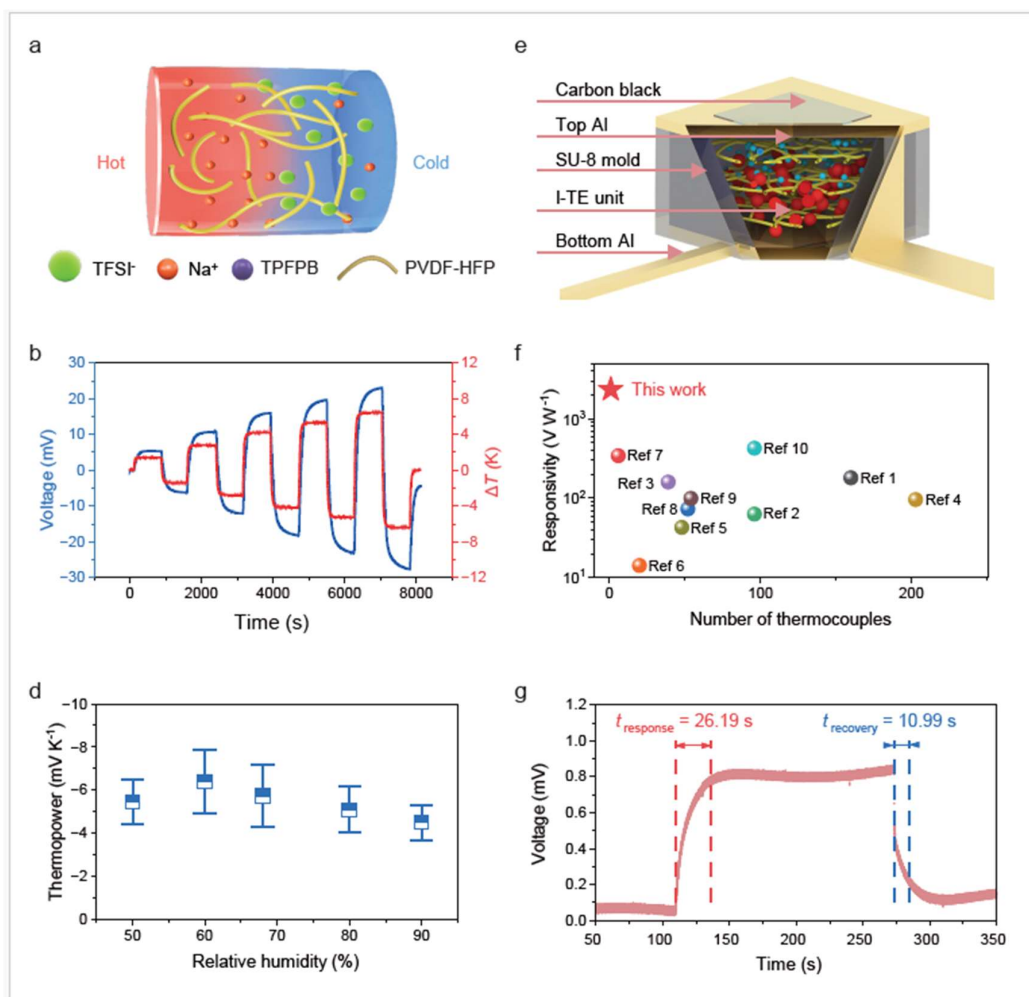 a
Hot
Cold
TFSI⁻
Na⁺
TPFPB
PVDF-HFP
e
Carbon black
Top Al
SU-8 mold
I-TE unit
Bottom Al
b
30
20
10
0
−10
−20
−30
Voltage (mV)
12
8
4
0
−4
−8
−12
ΔT (K)
0 2000 4000 6000 8000
Time (s)
f
Responsivity (V W⁻¹)
10³
10²
10¹
This work
Ref 7
Ref 10
Ref 3
Ref 9
Ref 1
Ref 8
Ref 4
Ref 5
Ref 2
Ref 6
0 100 200
Number of thermocouples
d
−10
−8
−6
−4
−2
0
Thermopower (mV K⁻¹)
50 60 70 80 90
Relative humidity (%)
g
1.2
1.0
0.8
0.6
0.4
0.2
0.0
Voltage (mV)
t response = 26.19 s
t recovery = 10.99 s
50 100 150 200 250 300 350
Time (s)